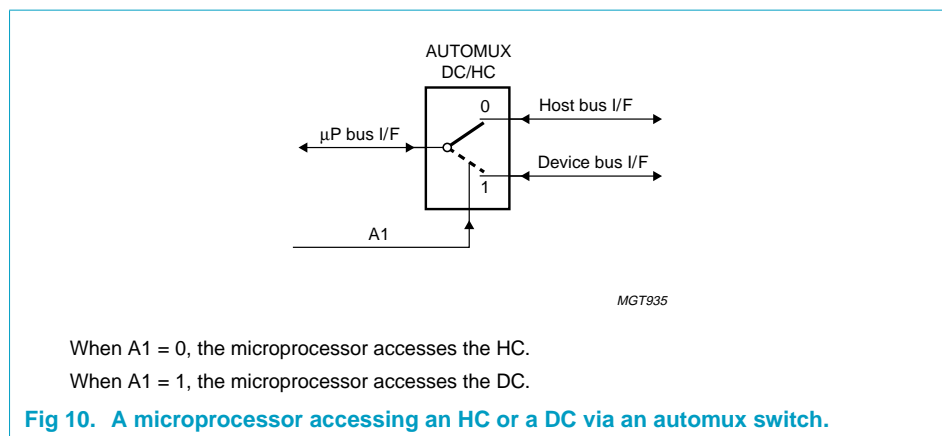 AUTOMUX
DC/HC
0
Host bus I/F
μP bus I/F
Device bus I/F
1
A1
MGT935
When A1 = 0, the microprocessor accesses the HC.
When A1 = 1, the microprocessor accesses the DC.
Fig 10. A microprocessor accessing an HC or a DC via an automux switch.